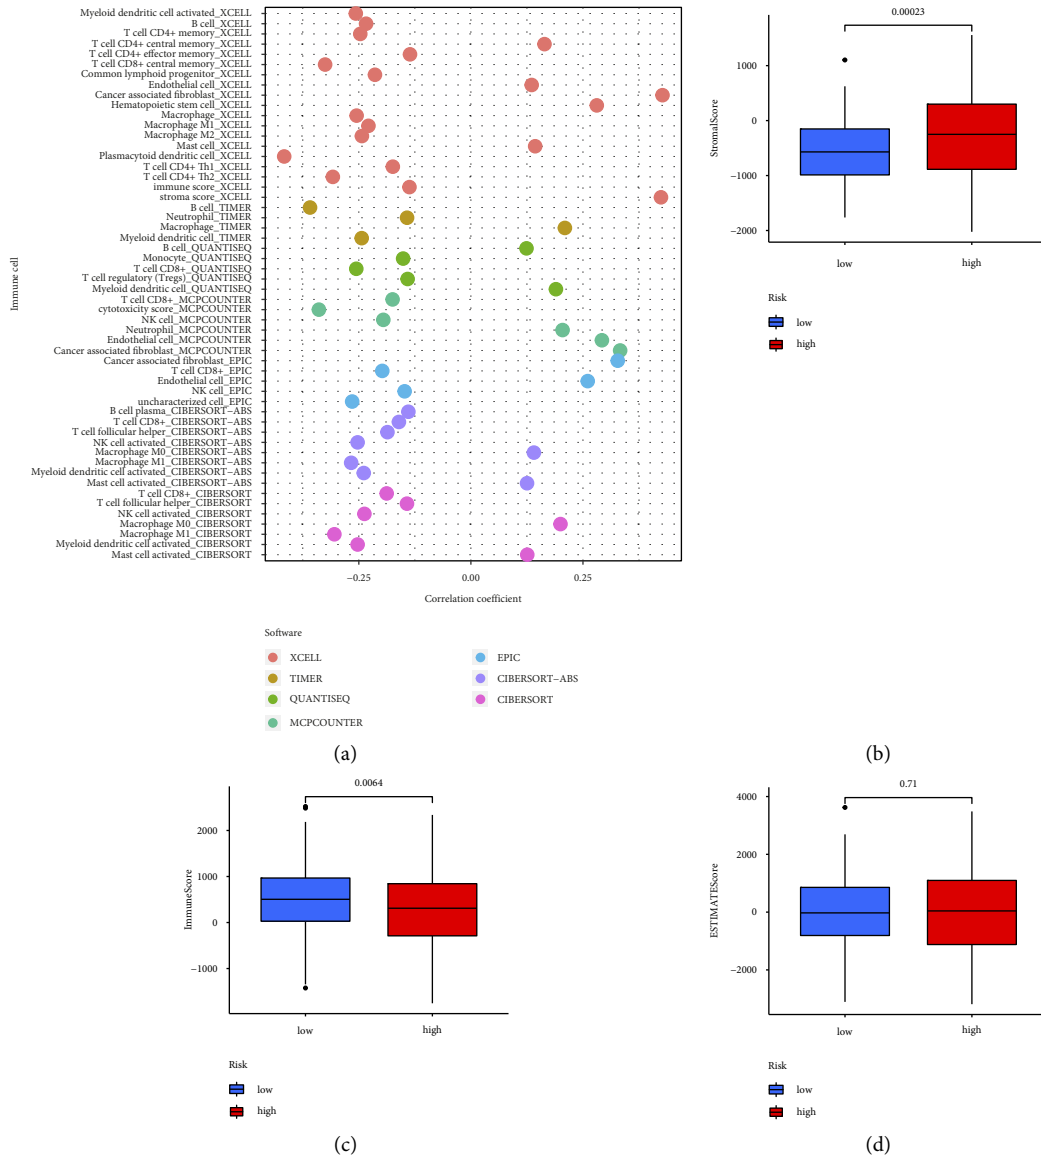 Immune cell
Myeloid dendritic cell activated_XCELL
B cell_XCELL
T cell CD4+ memory_XCELL
T cell CD4+ central memory_XCELL
T cell CD4+ effector memory_XCELL
T cell CD8+ central memory_XCELL
Common lymphoid progenitor_XCELL
Endothelial cell_XCELL
Cancer associated fibroblast_XCELL
Hematopoietic stem cell_XCELL
Macrophage_XCELL
Macrophage M1_XCELL
Macrophage M2_XCELL
Mast cell_XCELL
Plasmacytoid dendritic cell_XCELL
T cell CD4+ Th1_XCELL
T cell CD4+ Th2_XCELL
immune score_XCELL
stroma score_XCELL
B cell_TIMER
Neutrophil_TIMER
Macrophage_TIMER
Myeloid dendritic cell_TIMER
B cell_QUANTISEQ
Monocyte_QUANTISEQ
T cell CD8+_QUANTISEQ
T cell regulatory (Tregs)_QUANTISEQ
Myeloid dendritic cell_QUANTISEQ
T cell CD8+_MCPCOUNTER
cytotoxicity score_MCPCOUNTER
NK cell_MCPCOUNTER
Neutrophil_MCPCOUNTER
Endothelial cell_MCPCOUNTER
Cancer associated fibroblast_MCPCOUNTER
Cancer associated fibroblast_EPIC
T cell CD8+_EPIC
Endothelial cell_EPIC
NK cell_EPIC
uncharacterized cell_EPIC
B cell plasma_CIBERSORT−ABS
T cell CD8+_CIBERSORT−ABS
T cell follicular helper_CIBERSORT−ABS
NK cell activated_CIBERSORT−ABS
Macrophage M0_CIBERSORT−ABS
Macrophage M1_CIBERSORT−ABS
Myeloid dendritic cell activated_CIBERSORT−ABS
Mast cell activated_CIBERSORT−ABS
T cell CD8+_CIBERSORT
T cell follicular helper_CIBERSORT
NK cell activated_CIBERSORT
Macrophage M0_CIBERSORT
Macrophage M1_CIBERSORT
Myeloid dendritic cell activated_CIBERSORT
Mast cell activated_CIBERSORT
−0.25 0.00 0.25
Correlation coefficient
Software
XCELL
TIMER
QUANTISEQ
MCPCOUNTER
EPIC
CIBERSORT−ABS
CIBERSORT
(a)
0.00023
StromalScore
1000
0
−1000
−2000
low high
Risk
low
high
(b)
0.0064
ImmuneScore
2000
1000
0
−1000
low high
Risk
low
high
(c)
0.71
ESTIMATEScore
4000
2000
0
−2000
low high
Risk
low
high
(d)